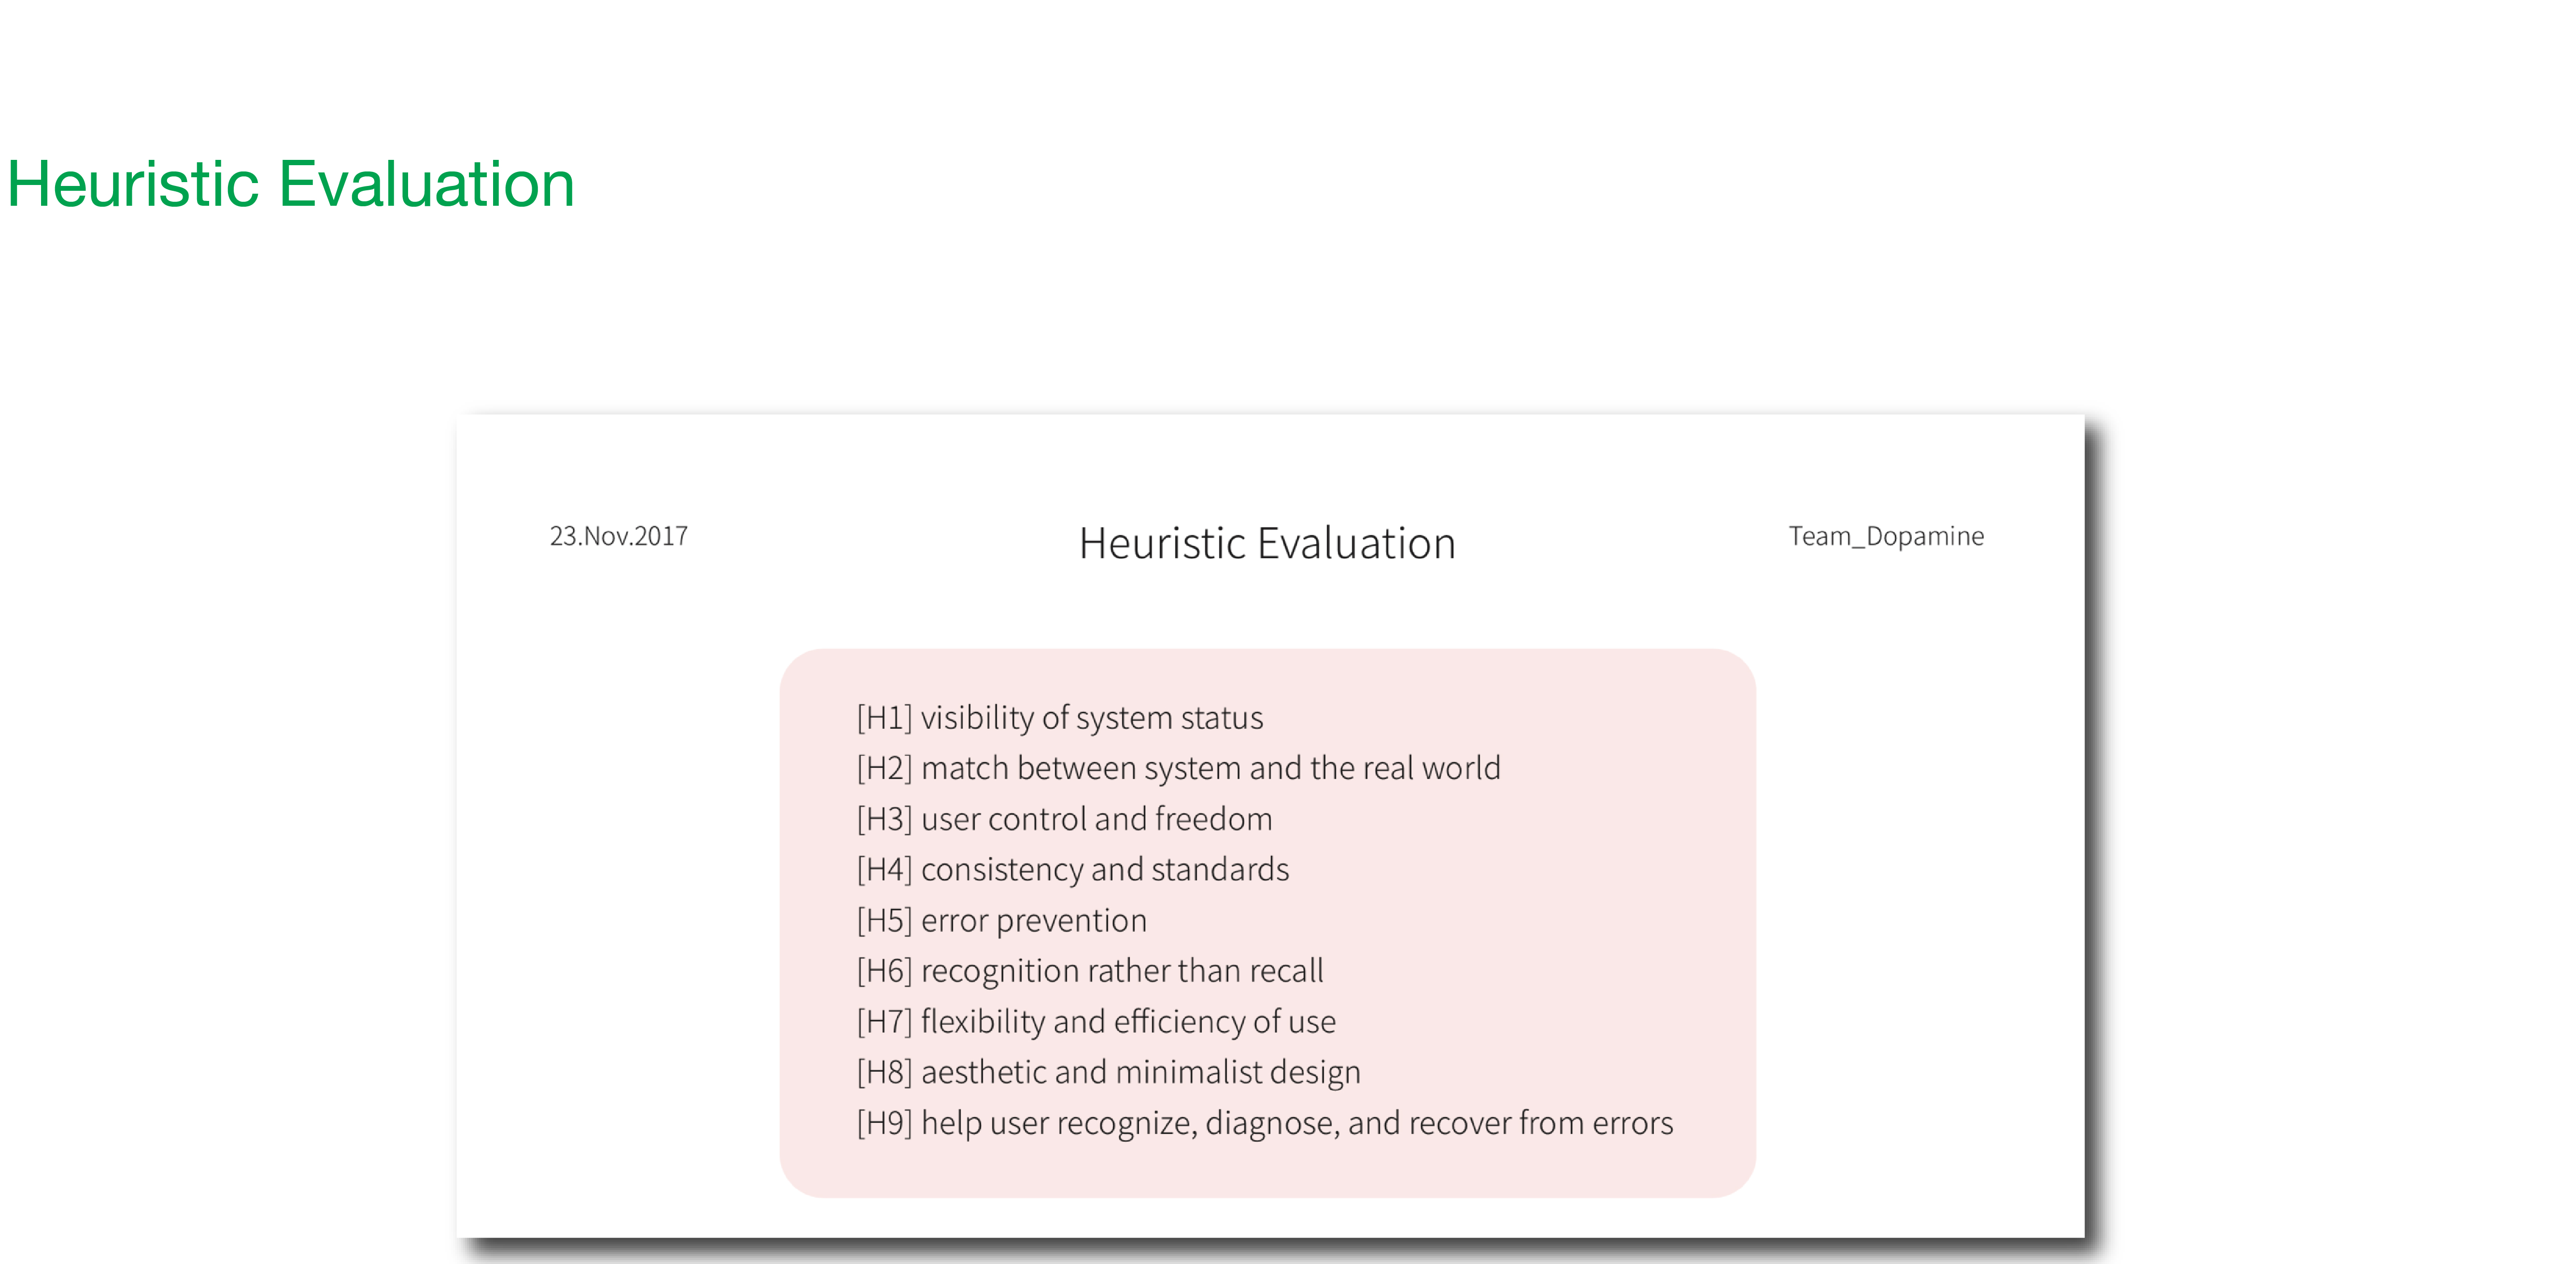 Heuristic Evaluation
23.Nov.2017
Heuristic Evaluation
Team_Dopamine
[H1] visibility of system status
[H2] match between system and the real world
[H3] user control and freedom
[H4] consistency and standards
[H5] error prevention
[H6] recognition rather than recall
[H7] flexibility and efficiency of use
[H8] aesthetic and minimalist design
[H9] help user recognize, diagnose, and recover from errors